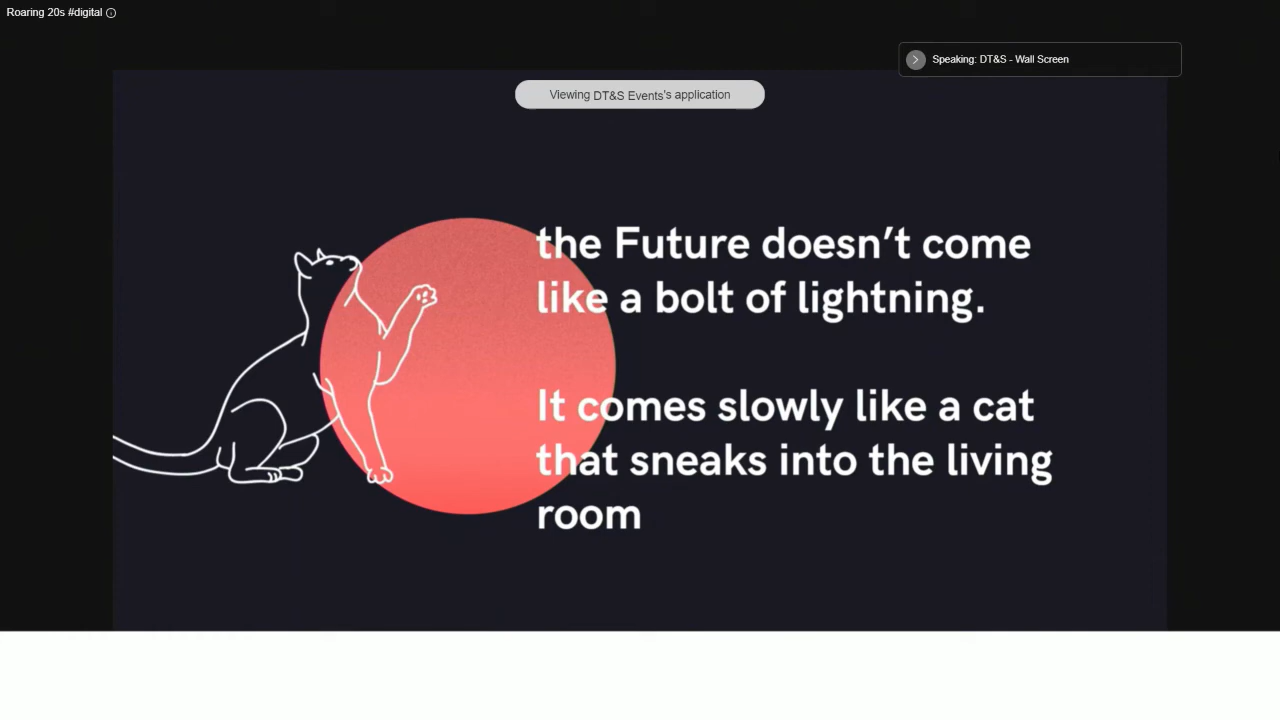 Roaring 20s #digital
Speaking: DT&S - Wall Screen
Viewing DT&S Events's application
the Future doesn’t come
like a bolt of lightning.
It comes slowly like a cat
that sneaks into the living
room